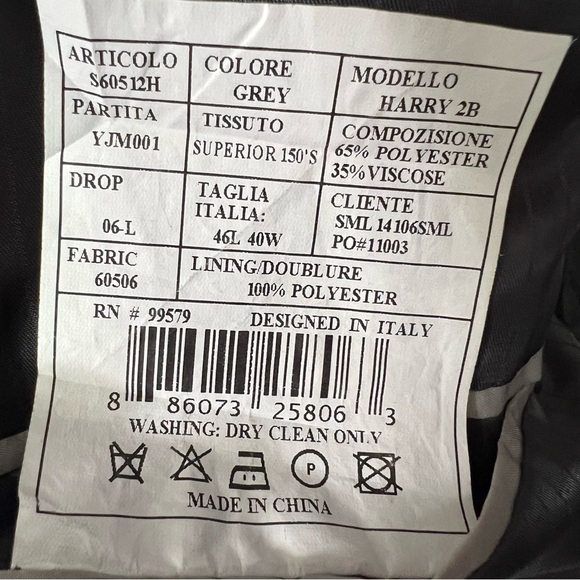 ARTICOLO
S60512H
COLORE
GREY
MODELLO
HARRY 2B
PARTITA
YJM001
TISSUTO
SUPERIOR 150'S
COMPOZISIONE
65% POLYESTER
35%VISCOSE
DROP
06-L
TAGLIA
ITALIA:
46L 40W
CLIENTE
SML 14106SML
PO#11003
FABRIC
60506
LINING/DOUBLURE
100% POLYESTER
RN # 99579
DESIGNED IN ITALY
8 86073 25806 3
WASHING: DRY CLEAN ONLY
P
MADE IN CHINA